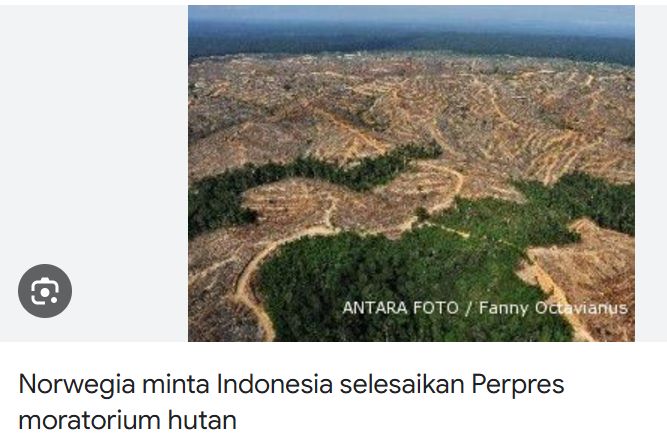 ANTARA FOTO / Fanny Octavianus
Norwegia minta Indonesia selesaikan Perpres
moratorium hutan